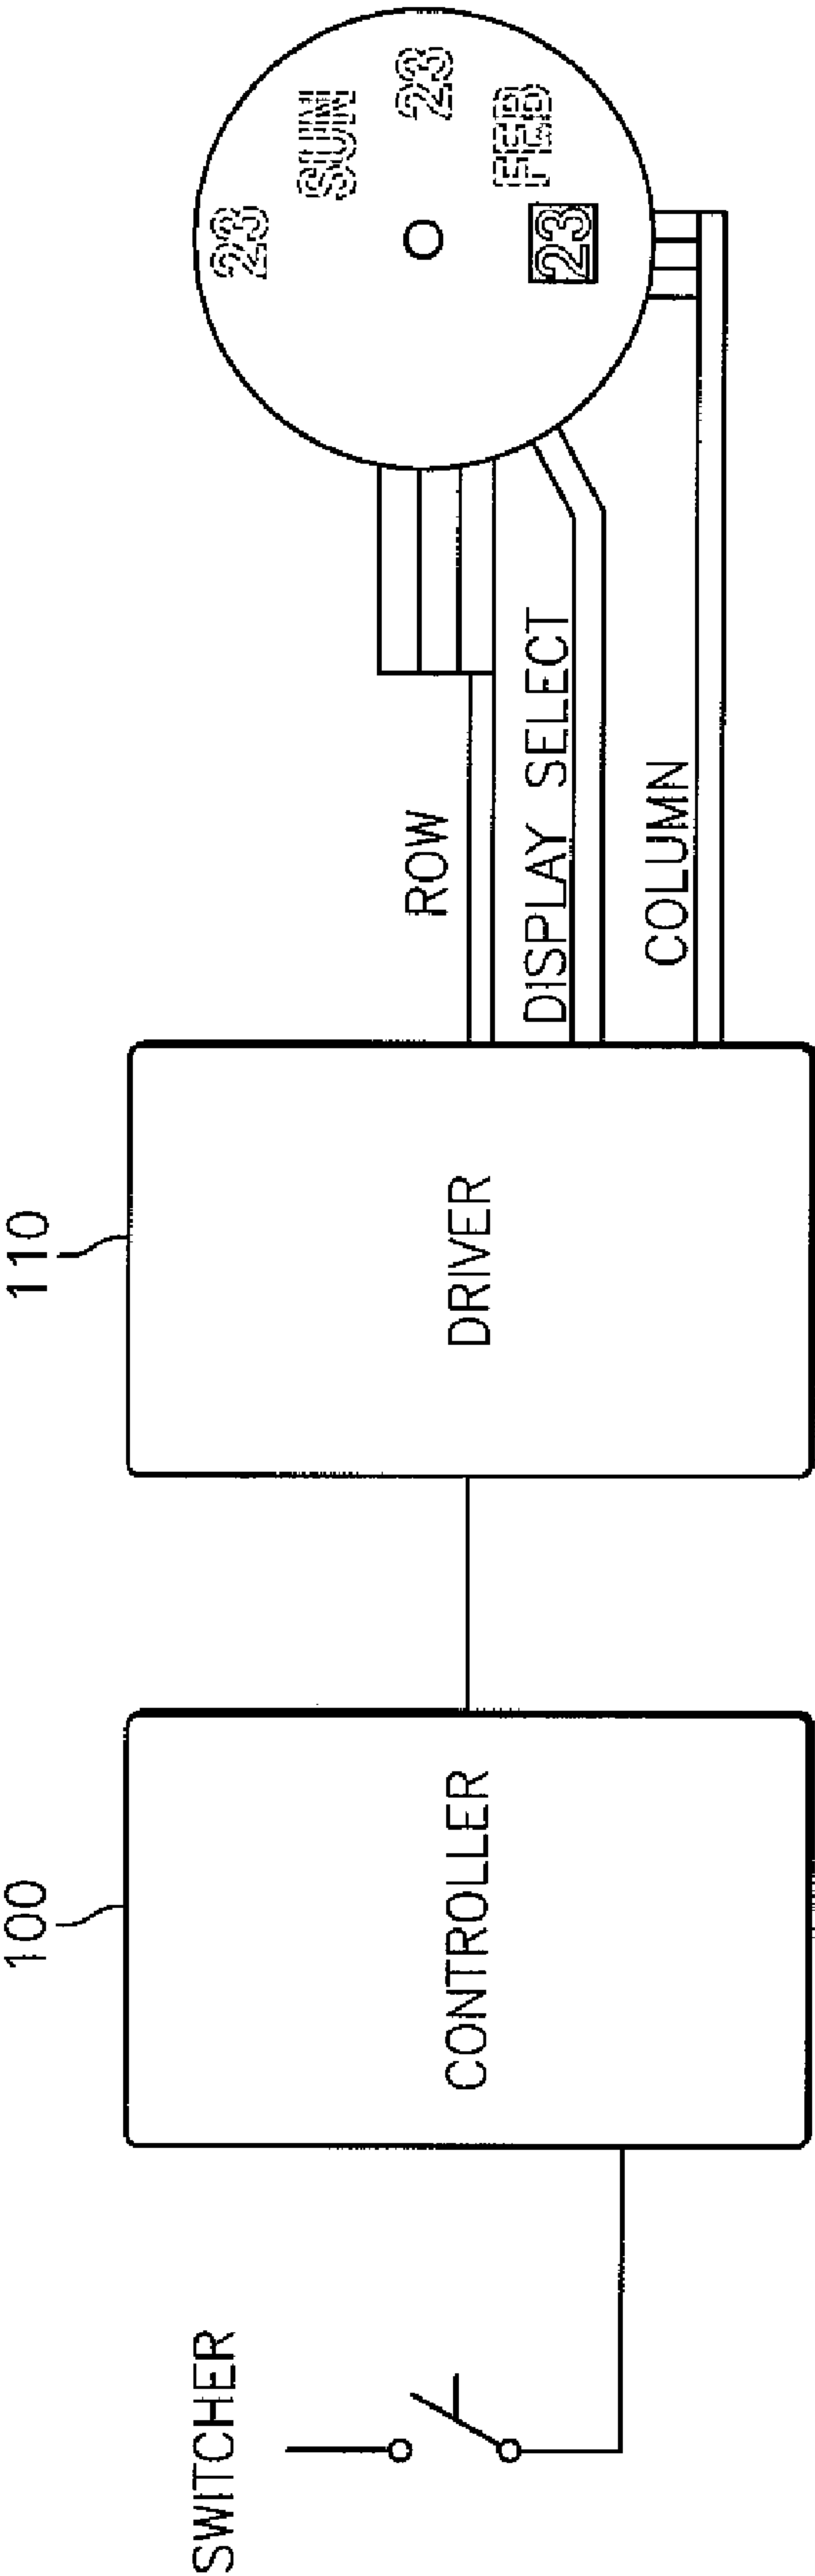 SWITCHER
100
CONTROLLER
110
DRIVER
ROW
DISPLAY SELECT
COLUMN
23
SUN
23
FEB
23